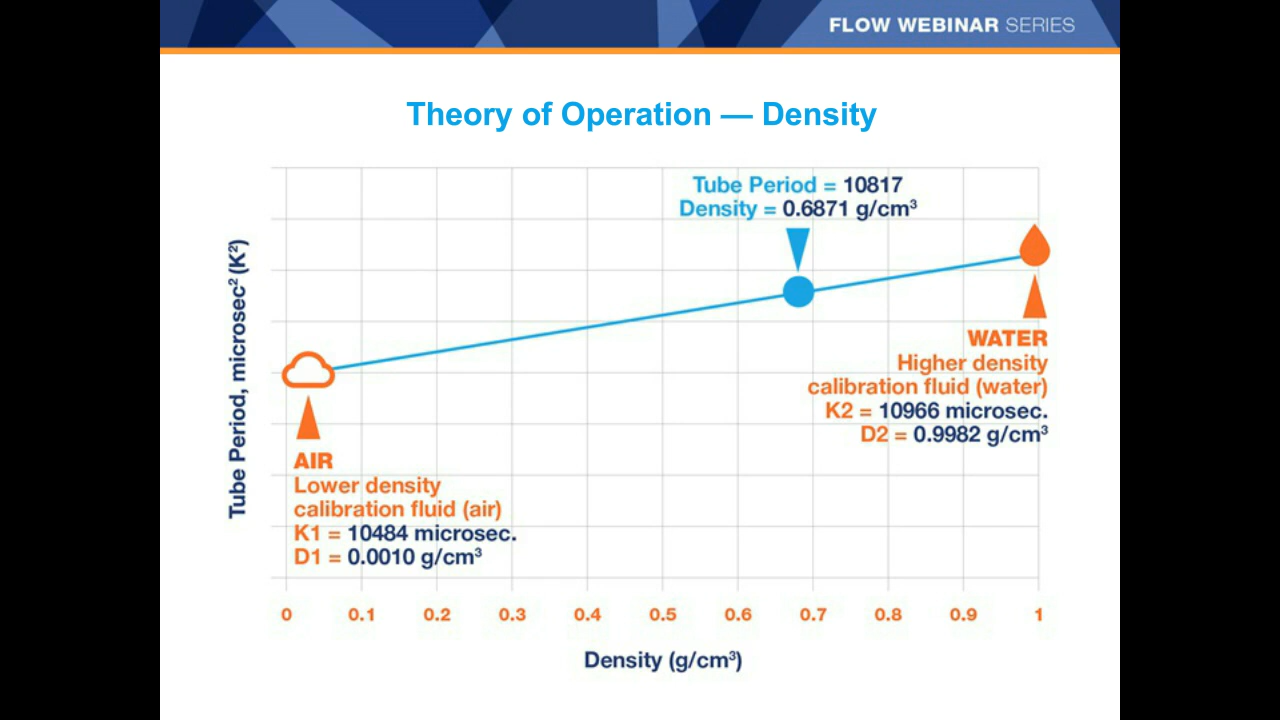 FLOW WEBINAR SERIES
Theory of Operation — Density
Tube Period = 10817
Density = 0.6871 g/cm³
Tube Period, microsec² (K²)
WATER
Higher density
calibration fluid (water)
K2 = 10966 microsec.
D2 = 0.9982 g/cm³
AIR
Lower density
calibration fluid (air)
K1 = 10484 microsec.
D1 = 0.0010 g/cm³
0 0.1 0.2 0.3 0.4 0.5 0.6 0.7 0.8 0.9 1
Density (g/cm³)